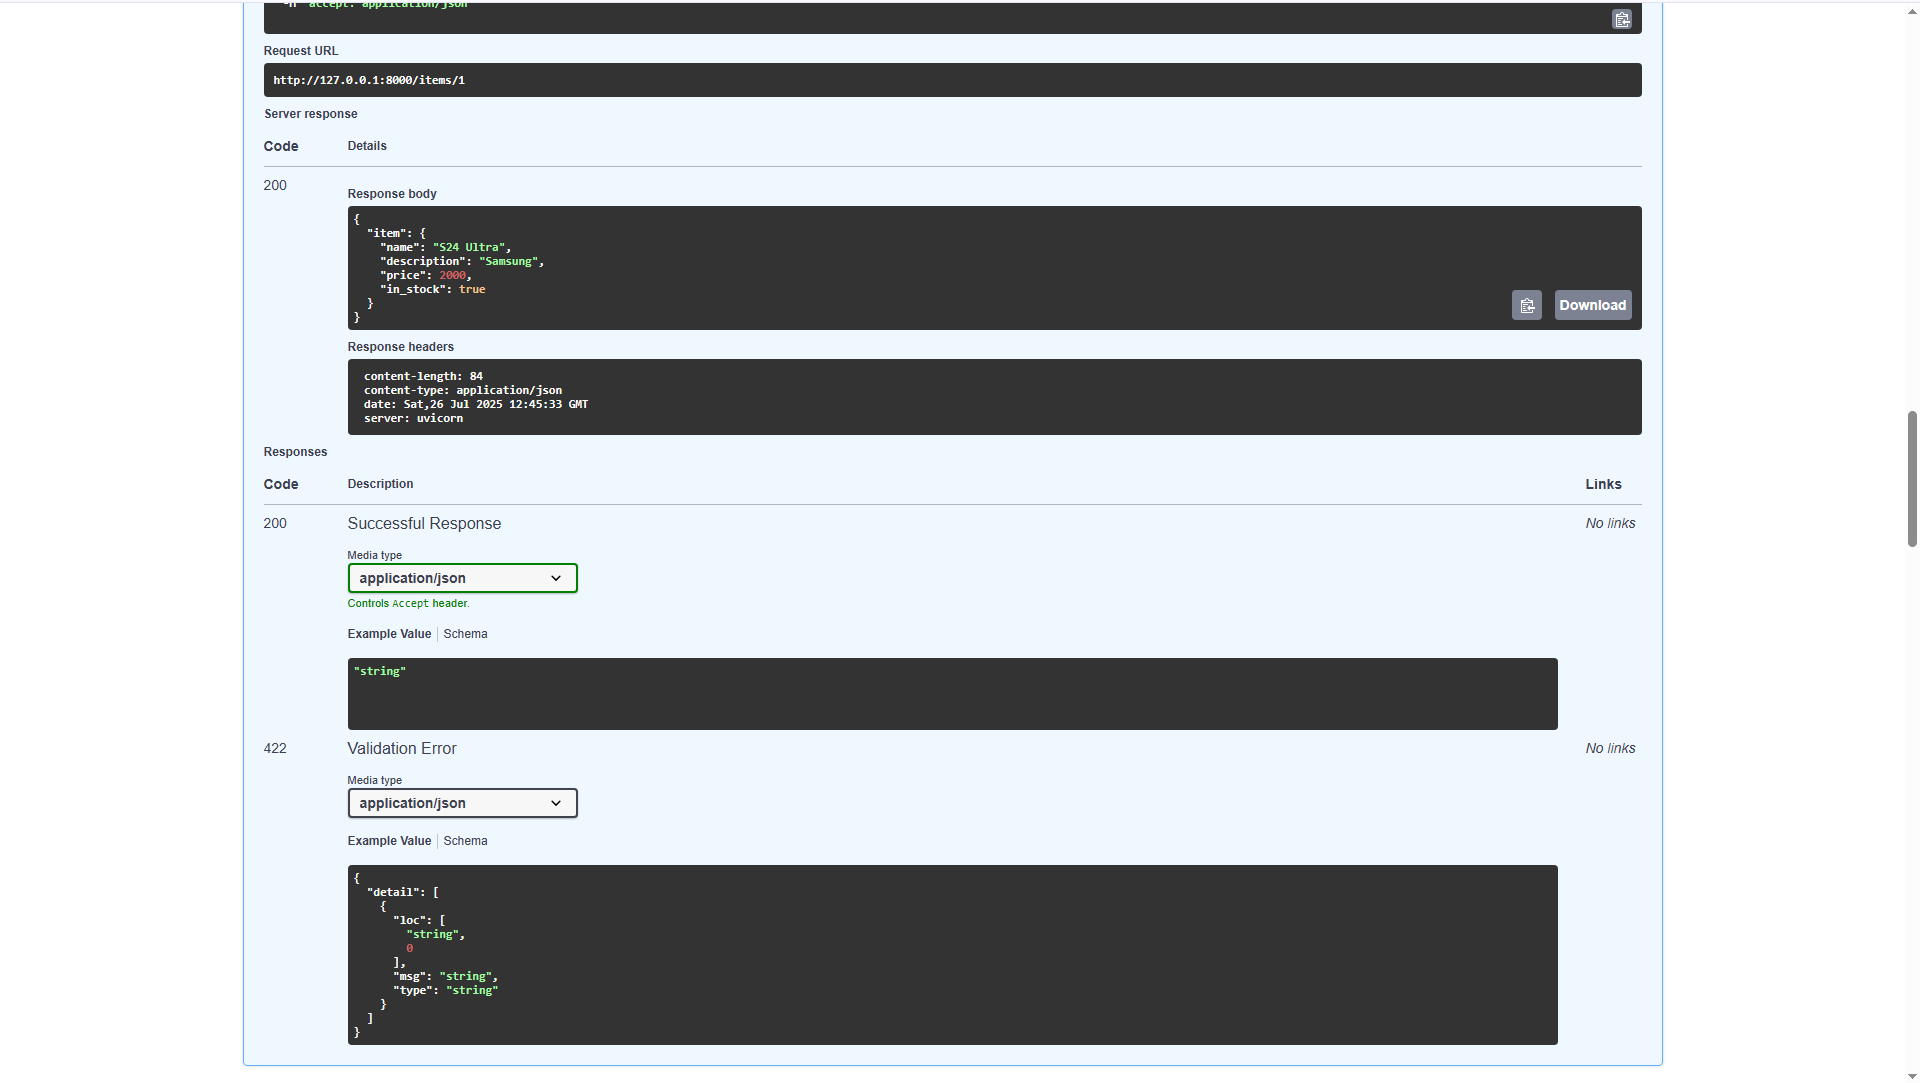 -H 'accept: application/json'
Request URL
http://127.0.0.1:8000/items/1
Server response
Code Details
200
Response body
{
  "item": {
    "name": "S24 Ultra",
    "description": "Samsung",
    "price": 2000,
    "in_stock": true
  }
}
Download
Response headers
content-length: 84
content-type: application/json
date: Sat,26 Jul 2025 12:45:33 GMT
server: uvicorn
Responses
Code Description Links
200 Successful Response No links
Media type
application/json
Controls Accept header.
Example Value Schema
"string"
422 Validation Error No links
Media type
application/json
Example Value Schema
{
  "detail": [
    {
      "loc": [
        "string",
        0
      ],
      "msg": "string",
      "type": "string"
    }
  ]
}